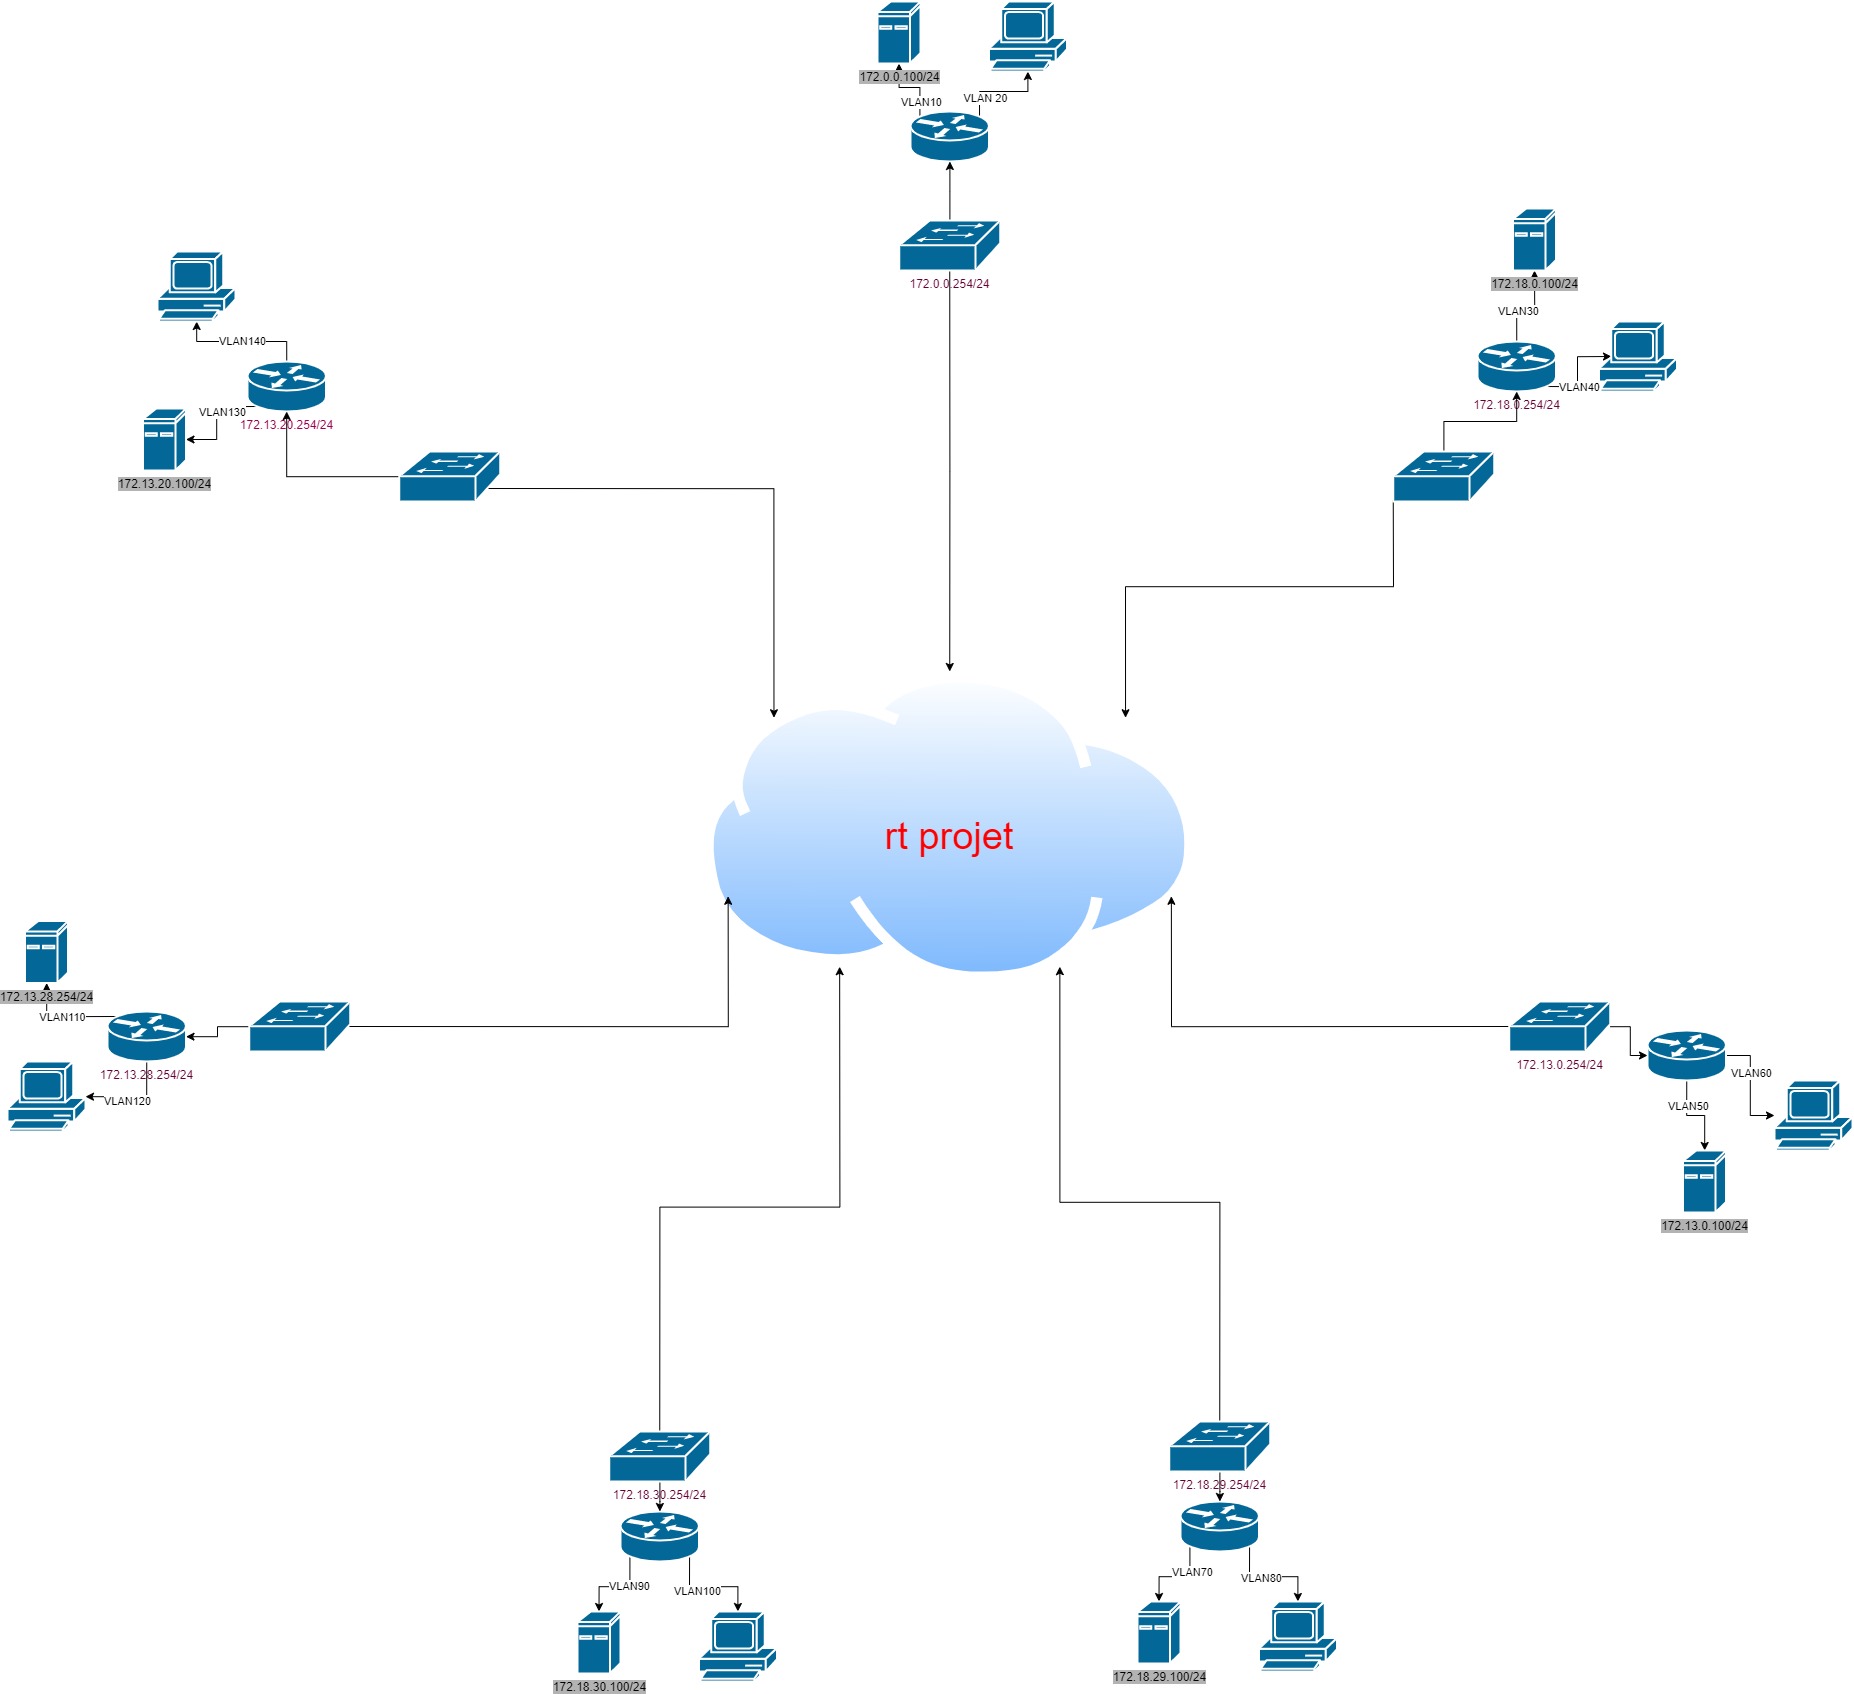 172.0.0.100/24
VLAN10
VLAN 20
172.0.0.254/24
172.18.0.100/24
VLAN30
VLAN40
172.18.0.254/24
VLAN140
VLAN130
172.13.20.254/24
172.13.20.100/24
rt projet
172.13.28.254/24
VLAN110
172.13.28.254/24
VLAN120
172.13.0.254/24
VLAN60
VLAN50
172.13.0.100/24
172.18.30.254/24
VLAN90
VLAN100
172.18.30.100/24
172.18.29.254/24
VLAN70
VLAN80
172.18.29.100/24